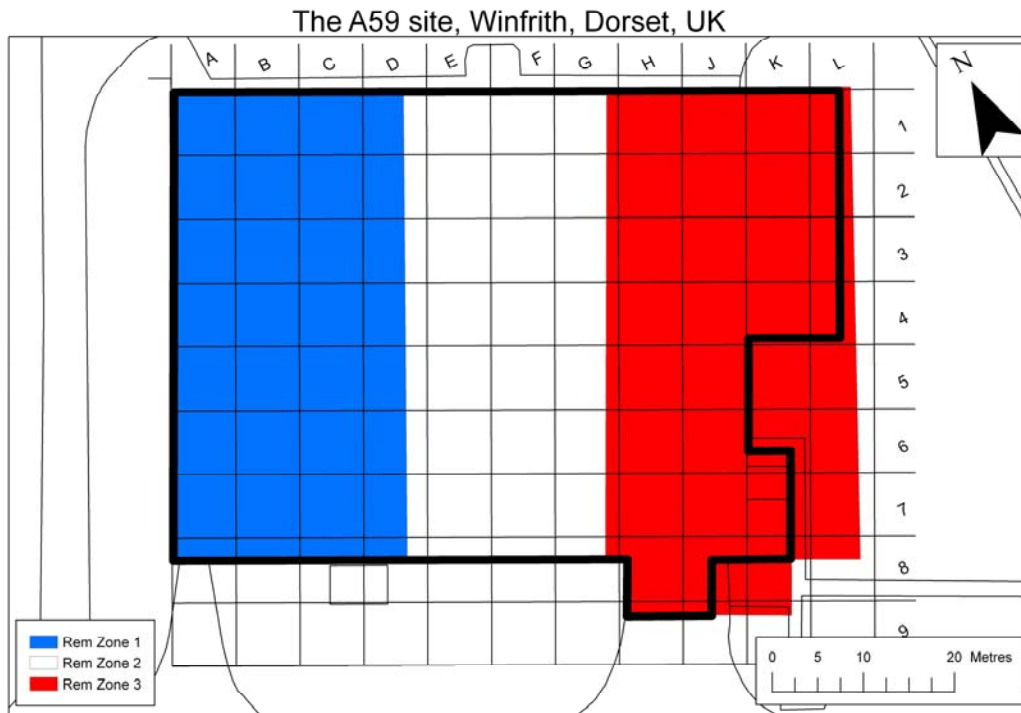 The A59 site, Winfrith, Dorset, UK
A B C D E F G H J K L
N
1
2
3
4
5
6
7
8
9
Rem Zone 1
Rem Zone 2
Rem Zone 3
0 5 10 20 Metres